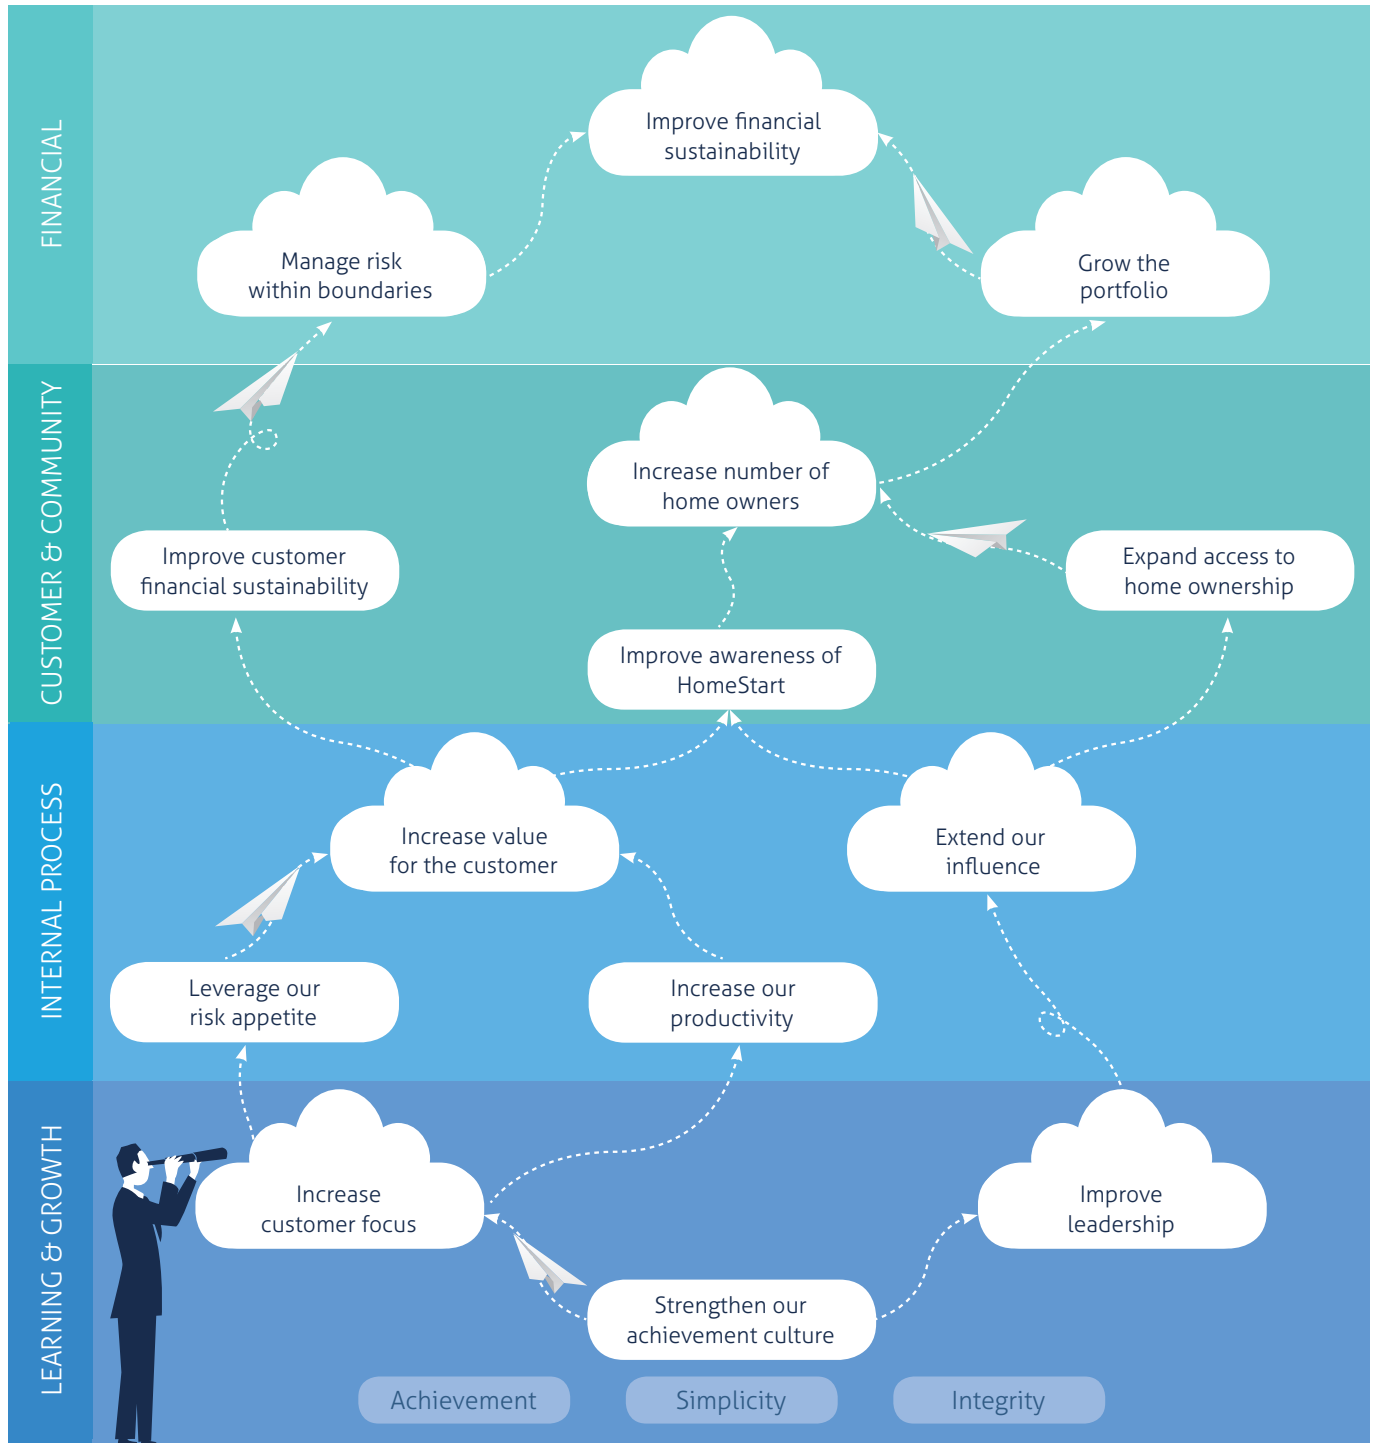 FINANCIAL
Improve financial
sustainability
Manage risk
within boundaries
Grow the
portfolio
CUSTOMER & COMMUNITY
Increase number of
home owners
Improve customer
financial sustainability
Expand access to
home ownership
Improve awareness of
HomeStart
INTERNAL PROCESS
Increase value
for the customer
Extend our
influence
Leverage our
risk appetite
Increase our
productivity
LEARNING & GROWTH
Increase
customer focus
Improve
leadership
Strengthen our
achievement culture
Achievement
Simplicity
Integrity